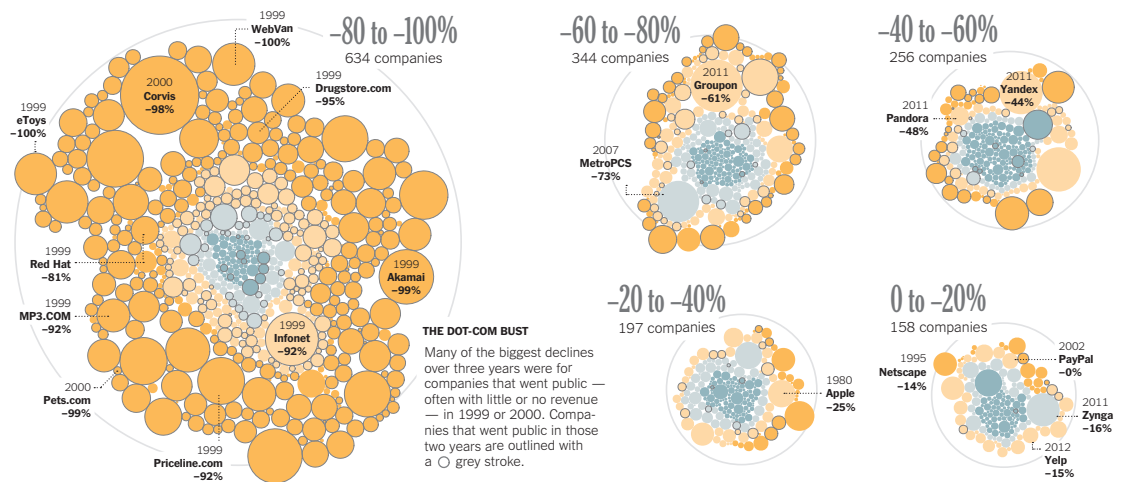 –80 to –100%
634 companies
1999
WebVan
–100%
2000
Corvis
–98%
1999
Drugstore.com
–95%
1999
eToys
–100%
1999
Red Hat
–81%
1999
MP3.COM
–92%
2000
Pets.com
–99%
1999
Priceline.com
–92%
1999
Akamai
–99%
1999
Infonet
–92%
THE DOT-COM BUST
Many of the biggest declines
over three years were for
companies that went public —
often with little or no revenue
— in 1999 or 2000. Compa-
nies that went public in those
two years are outlined with
a grey stroke.
–60 to –80%
344 companies
2011
Groupon
–61%
2007
MetroPCS
–73%
–40 to –60%
256 companies
2011
Yandex
–44%
2011
Pandora
–48%
–20 to –40%
197 companies
1980
Apple
–25%
0 to –20%
158 companies
1995
Netscape
–14%
2002
PayPal
–0%
2011
Zynga
–16%
2012
Yelp
–15%